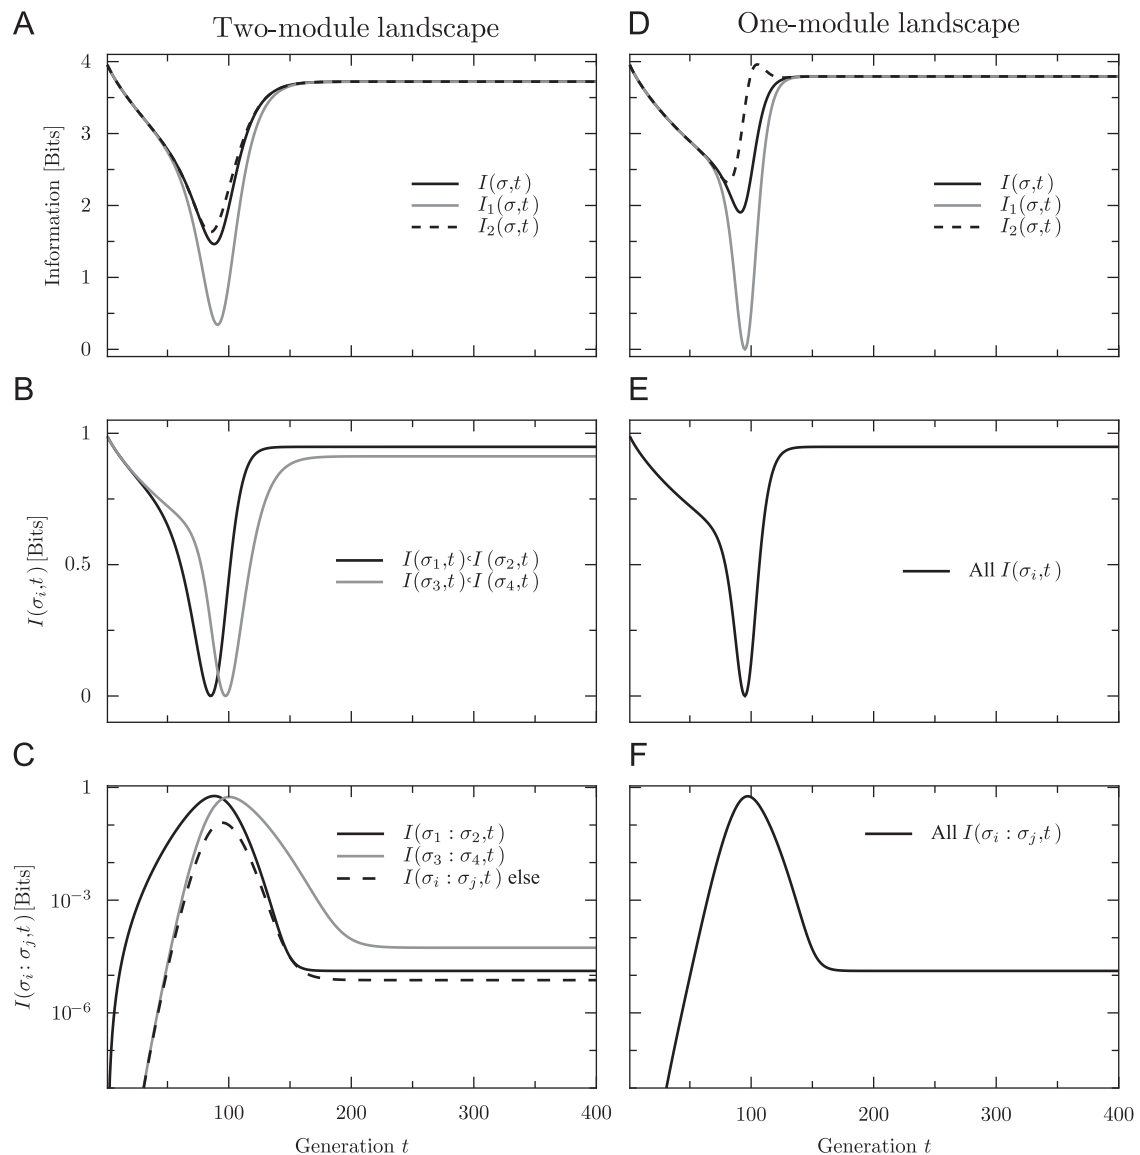 A
Two-module landscape
D
One-module landscape
4
3
2
1
0
Information [Bits]
I(σ,t)
I₁(σ,t)
I₂(σ,t)
I(σ,t)
I₁(σ,t)
I₂(σ,t)
B
E
1
0.5
0
I(σᵢ,t) [Bits]
I(σ₁,t)‹I (σ₂,t)
I(σ₃,t)‹I (σ₄,t)
All I(σᵢ,t)
C
F
1
10⁻³
10⁻⁶
I(σᵢ : σⱼ,t) [Bits]
I(σ₁ : σ₂,t)
I(σ₃ : σ₄,t)
I(σᵢ : σⱼ,t) else
All I(σᵢ : σⱼ,t)
100 200 300 400
100 200 300 400
Generation t
Generation t